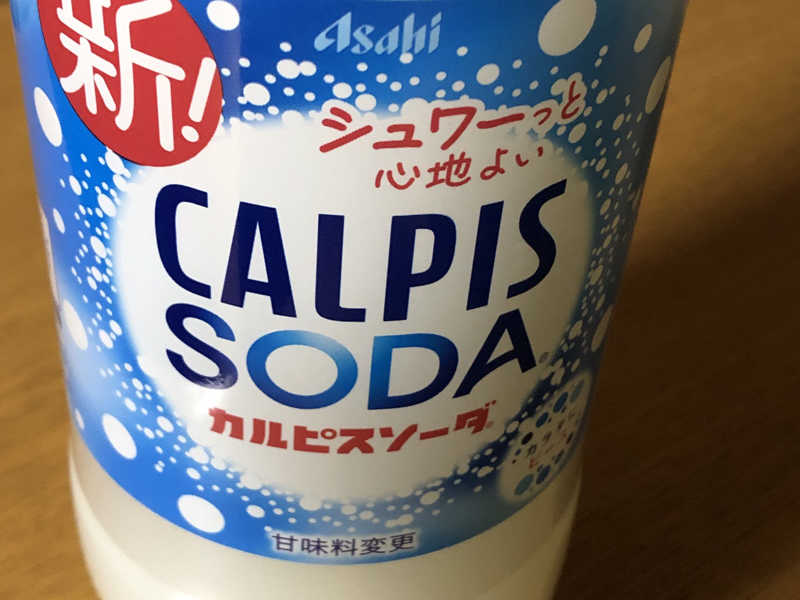 新!
Asahi
シュワーっと
心地よい
CALPIS
SODA®
カルピスソーダ®
甘味料変更